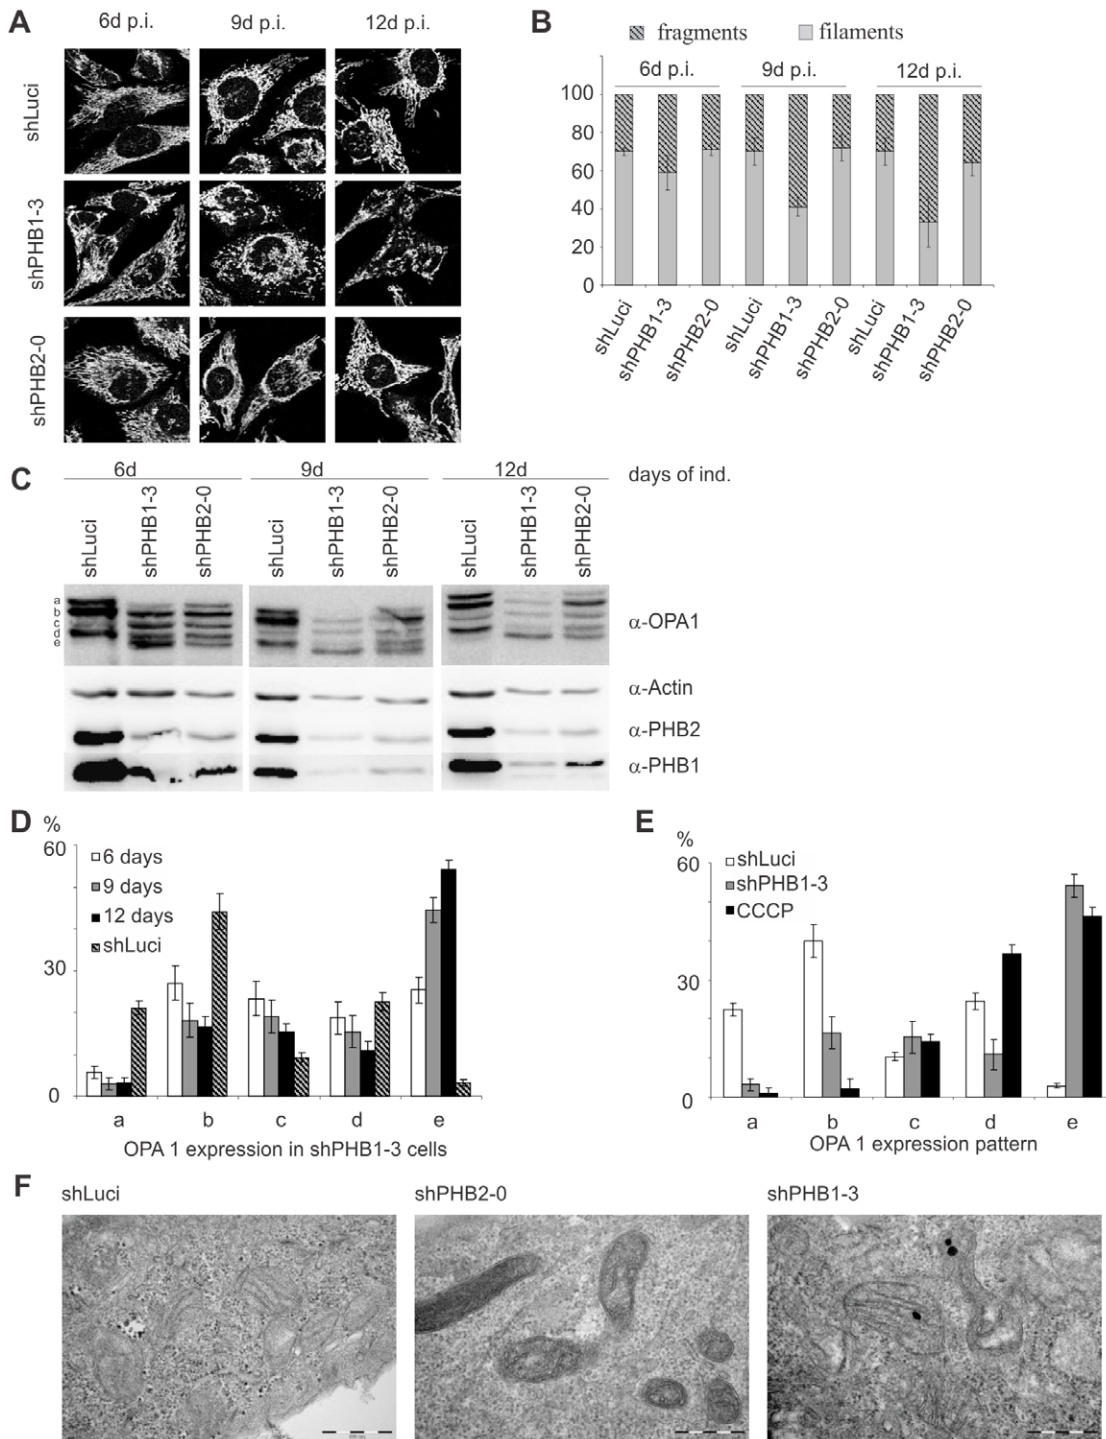 A
6d p.i.
9d p.i.
12d p.i.
shLuci
shPHB1-3
shPHB2-0
B
fragments
filaments
6d p.i.
9d p.i.
12d p.i.
100
80
60
40
20
0
shLuci
shPHB1-3
shPHB2-0
shLuci
shPHB1-3
shPHB2-0
shLuci
shPHB1-3
shPHB2-0
C
6d
9d
12d
days of ind.
shLuci
shPHB1-3
shPHB2-0
shLuci
shPHB1-3
shPHB2-0
shLuci
shPHB1-3
shPHB2-0
a
b
c
d
e
α-OPA1
α-Actin
α-PHB2
α-PHB1
D
%
60
30
0
6 days
9 days
12 days
shLuci
a b c d e
OPA 1 expression in shPHB1-3 cells
E
%
60
30
0
shLuci
shPHB1-3
CCCP
a b c d e
OPA 1 expression pattern
F
shLuci
shPHB2-0
shPHB1-3